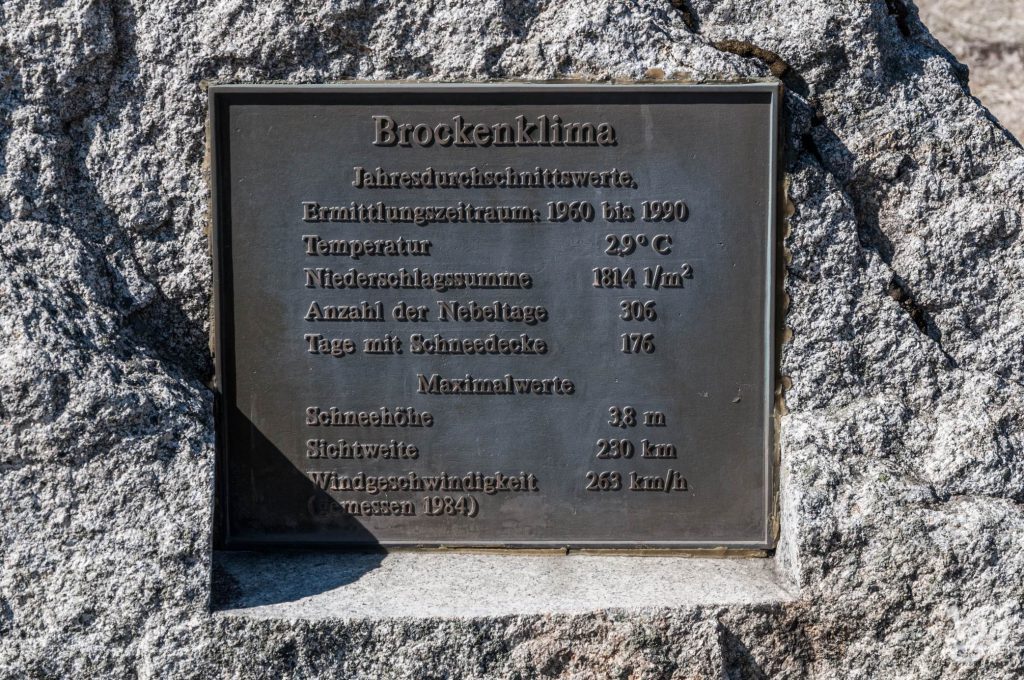 Brockenklima
Jahresdurchschnittswerte,
Ermittlungszeitraum: 1960 bis 1990
Temperatur 2,9° C
Niederschlagssumme 1814 l/m²
Anzahl der Nebeltage 306
Tage mit Schneedecke 176
Maximalwerte
Schneehöhe 3,8 m
Sichtweite 230 km
Windgeschwindigkeit 263 km/h
(gemessen 1984)